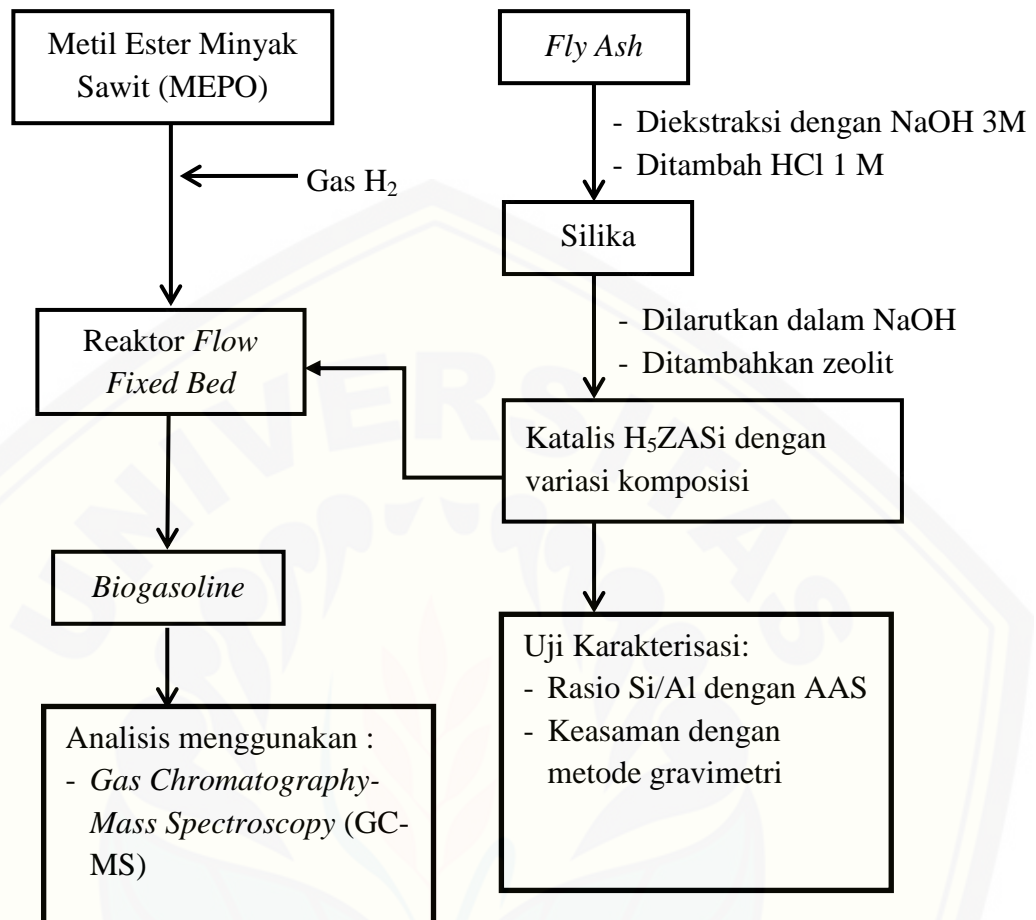 Metil Ester Minyak
Sawit (MEPO)
Gas H₂
Reaktor Flow
Fixed Bed
Biogasoline
Analisis menggunakan :
- Gas Chromatography-
Mass Spectroscopy (GC-
MS)
Fly Ash
- Diekstraksi dengan NaOH 3M
- Ditambah HCl 1 M
Silika
- Dilarutkan dalam NaOH
- Ditambahkan zeolit
Katalis H₅ZASi dengan
variasi komposisi
Uji Karakterisasi:
- Rasio Si/Al dengan AAS
- Keasaman dengan
metode gravimetri
UNIVERSITAS